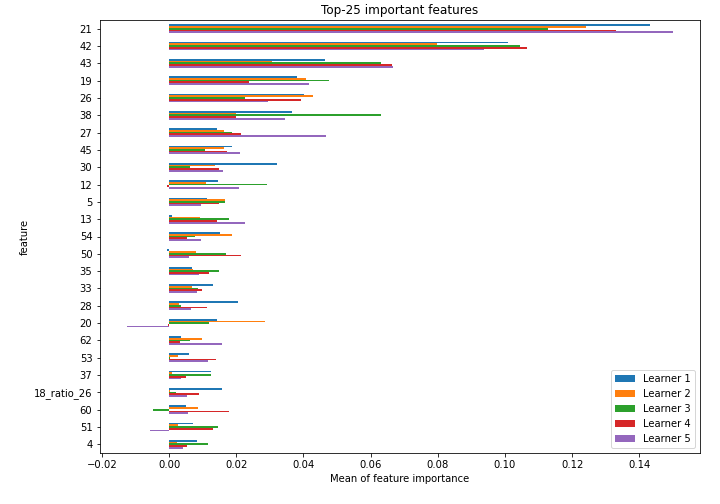 Top-25 important features
21
42
43
19
26
38
27
45
30
12
5
13
54
50
35
33
28
20
62
53
37
18_ratio_26
60
51
4
feature
Learner 1
Learner 2
Learner 3
Learner 4
Learner 5
−0.02 0.00 0.02 0.04 0.06 0.08 0.10 0.12 0.14
Mean of feature importance